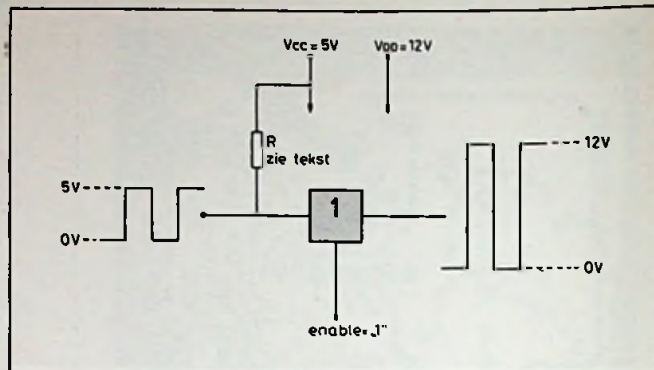 Vcc=5V VDD=12V
R
zie tekst
5V
0V
1
12V
0V
enable=„1"